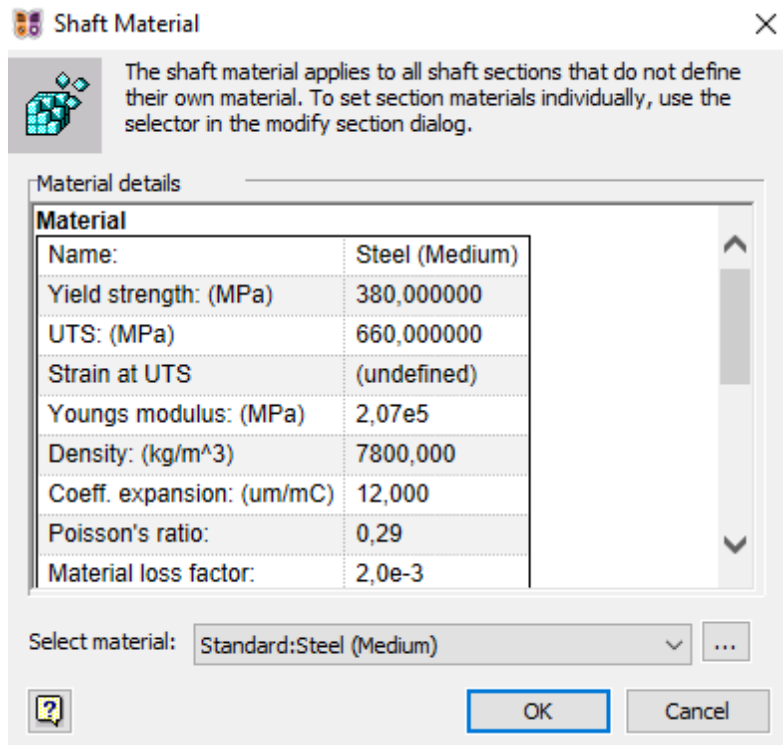 Shaft Material
The shaft material applies to all shaft sections that do not define
their own material. To set section materials individually, use the
selector in the modify section dialog.
Material details
Material
Name: Steel (Medium)
Yield strength: (MPa) 380,000000
UTS: (MPa) 660,000000
Strain at UTS (undefined)
Youngs modulus: (MPa) 2,07e5
Density: (kg/m^3) 7800,000
Coeff. expansion: (um/mC) 12,000
Poisson's ratio: 0,29
Material loss factor: 2,0e-3
Select material: Standard:Steel (Medium) ...
OK Cancel